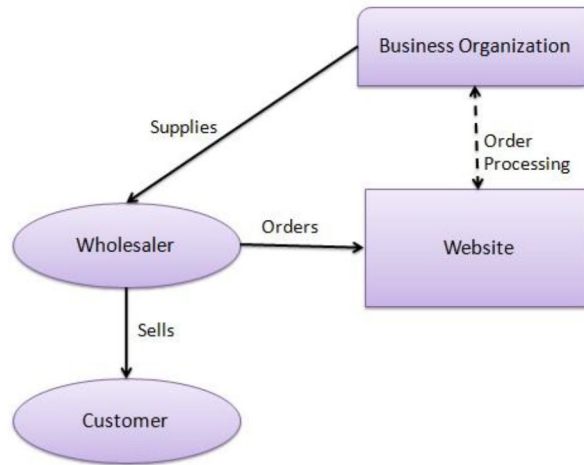 Business Organization
Supplies
Order
Processing
Wholesaler
Orders
Website
Sells
Customer